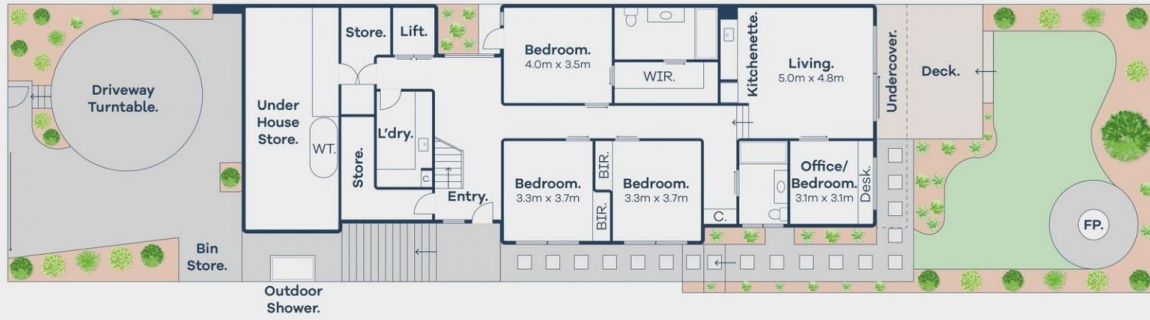 Driveway
Turntable.
Under
House
Store.
WT.
Store.
Lift.
Store.
L'dry.
C.
Entry.
Bedroom.
4.0m x 3.5m
WIR.
Kitchenette.
Living.
5.0m x 4.8m
Undercover.
Deck.
Bedroom.
3.3m x 3.7m
BIR.
BIR.
Bedroom.
3.3m x 3.7m
C.
Office/
Bedroom.
3.1m x 3.1m
Desk.
FP.
Bin
Store.
Outdoor
Shower.